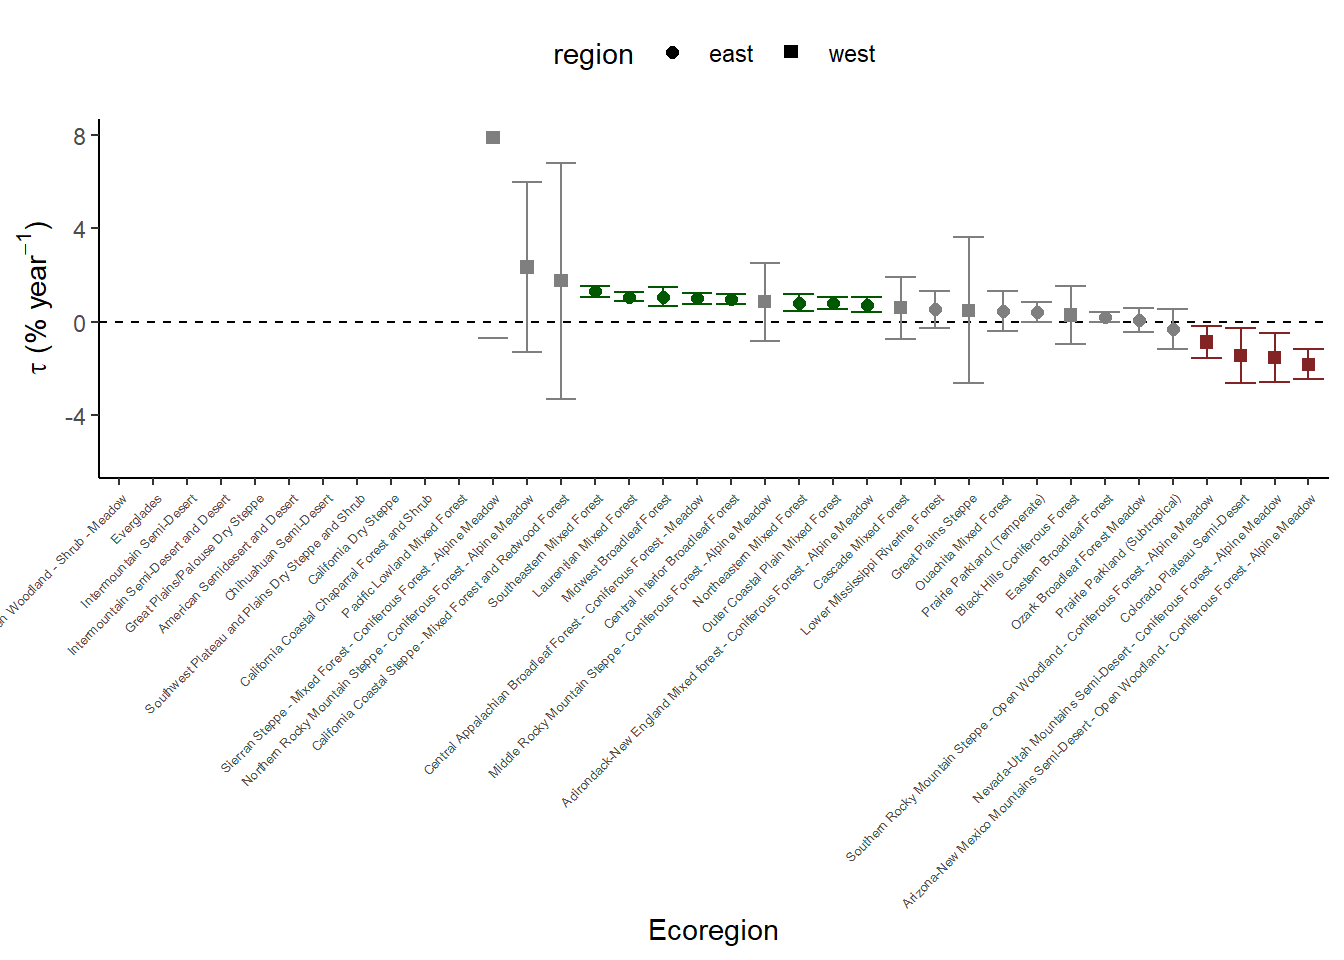 region east west
8
4
0
-4
τ (% year⁻¹)
on Woodland - Shrub - Meadow
Everglades
Intermountain Semi-Desert
Intermountain Semi-Desert and Desert
Great Plains/Palouse Dry Steppe
American Semidesert and Desert
Chihuahuan Semi-Desert
Southwest Plateau and Plains Dry Steppe and Shrub
California Dry Steppe
California Coastal Chaparral Forest and Shrub
Pacific Lowland Mixed Forest
Sierran Steppe - Mixed Forest - Coniferous Forest - Alpine Meadow
Northern Rocky Mountain Steppe - Coniferous Forest - Alpine Meadow
California Coastal Steppe - Mixed Forest and Redwood Forest
Southeastern Mixed Forest
Laurentian Mixed Forest
Midwest Broadleaf Forest
Central Appalachian Broadleaf Forest - Coniferous Forest - Meadow
Central Interior Broadleaf Forest
Middle Rocky Mountain Steppe - Coniferous Forest - Alpine Meadow
Northeastern Mixed Forest
Outer Coastal Plain Mixed Forest
Adirondack-New England Mixed forest - Coniferous Forest - Alpine Meadow
Cascade Mixed Forest
Lower Mississippi Riverine Forest
Great Plains Steppe
Ouachita Mixed Forest
Prairie Parkland (Temperate)
Black Hills Coniferous Forest
Eastern Broadleaf Forest
Ozark Broadleaf Forest Meadow
Prairie Parkland (Subtropical)
Southern Rocky Mountain Steppe - Open Woodland - Coniferous Forest - Alpine Meadow
Colorado Plateau Semi-Desert
Nevada-Utah Mountains Semi-Desert - Coniferous Forest - Alpine Meadow
Arizona-New Mexico Mountains Semi-Desert - Open Woodland - Coniferous Forest - Alpine Meadow
Ecoregion